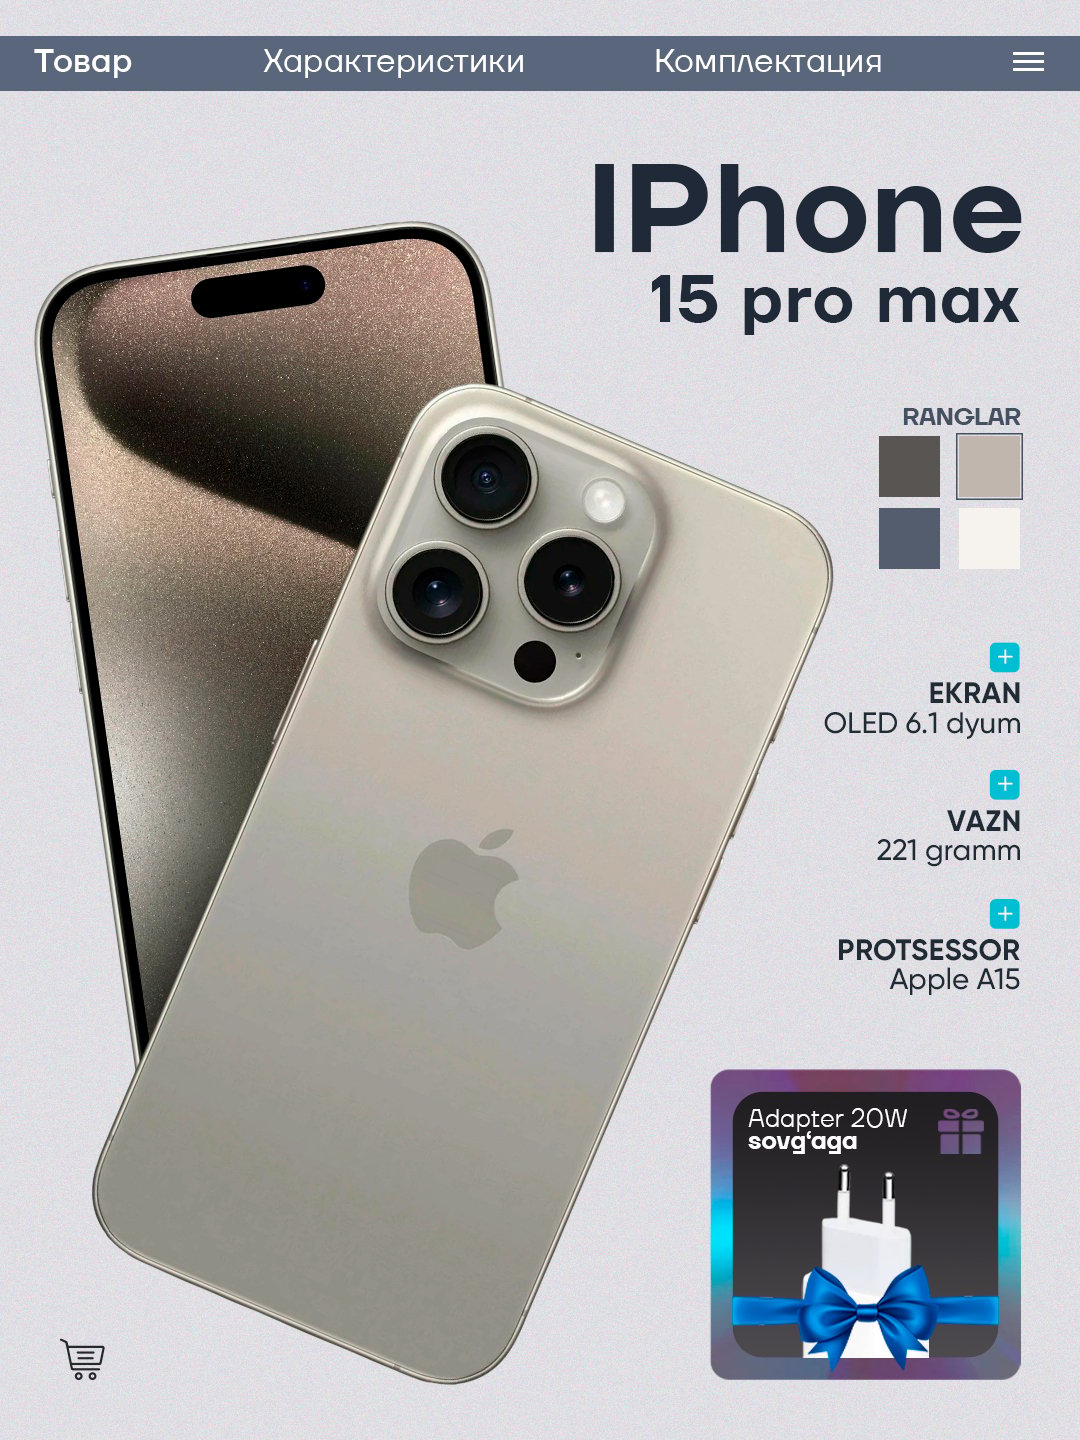 Товар
Характеристики
Комплектация
IPhone
15 pro max
RANGLAR
EKRAN
OLED 6.1 dyum
VAZN
221 gramm
PROTSESSOR
Apple A15
Adapter 20W
sovg‘aga